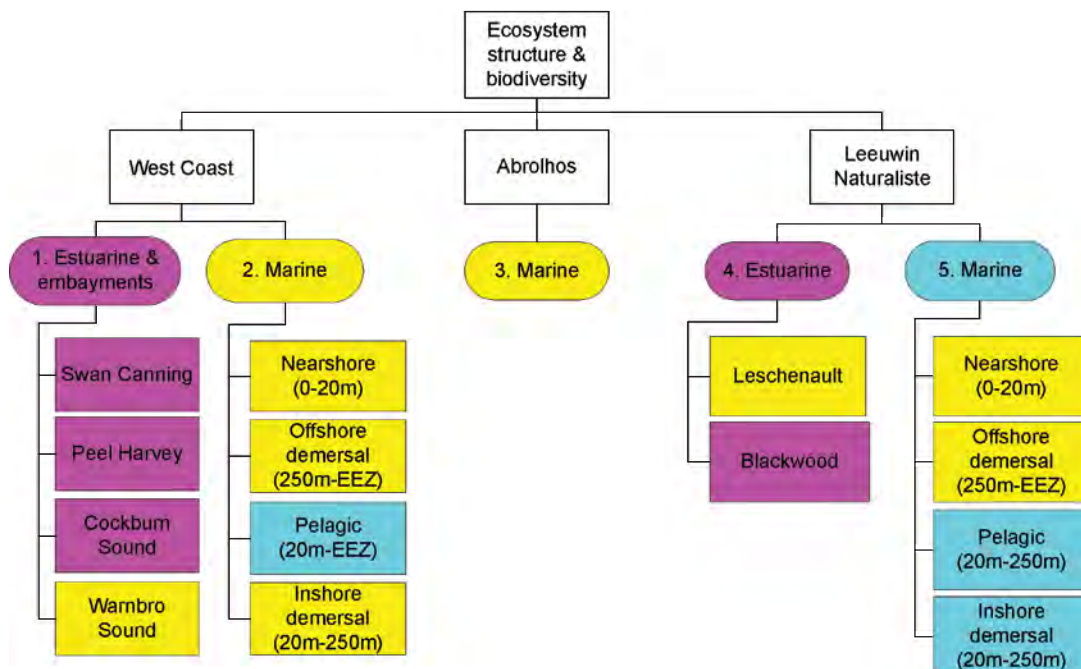 Ecosystem
structure &
biodiversity
West Coast
Abrolhos
Leeuwin
Naturaliste
1. Estuarine &
embayments
2. Marine
3. Marine
4. Estuarine
5. Marine
Swan Canning
Peel Harvey
Cockburn
Sound
Warnbro
Sound
Nearshore
(0-20m)
Offshore
demersal
(250m-EEZ)
Pelagic
(20m-EEZ)
Inshore
demersal
(20m-250m)
Leschenault
Blackwood
Nearshore
(0-20m)
Offshore
demersal
(250m-EEZ)
Pelagic
(20m-250m)
Inshore
demersal
(20m-250m)